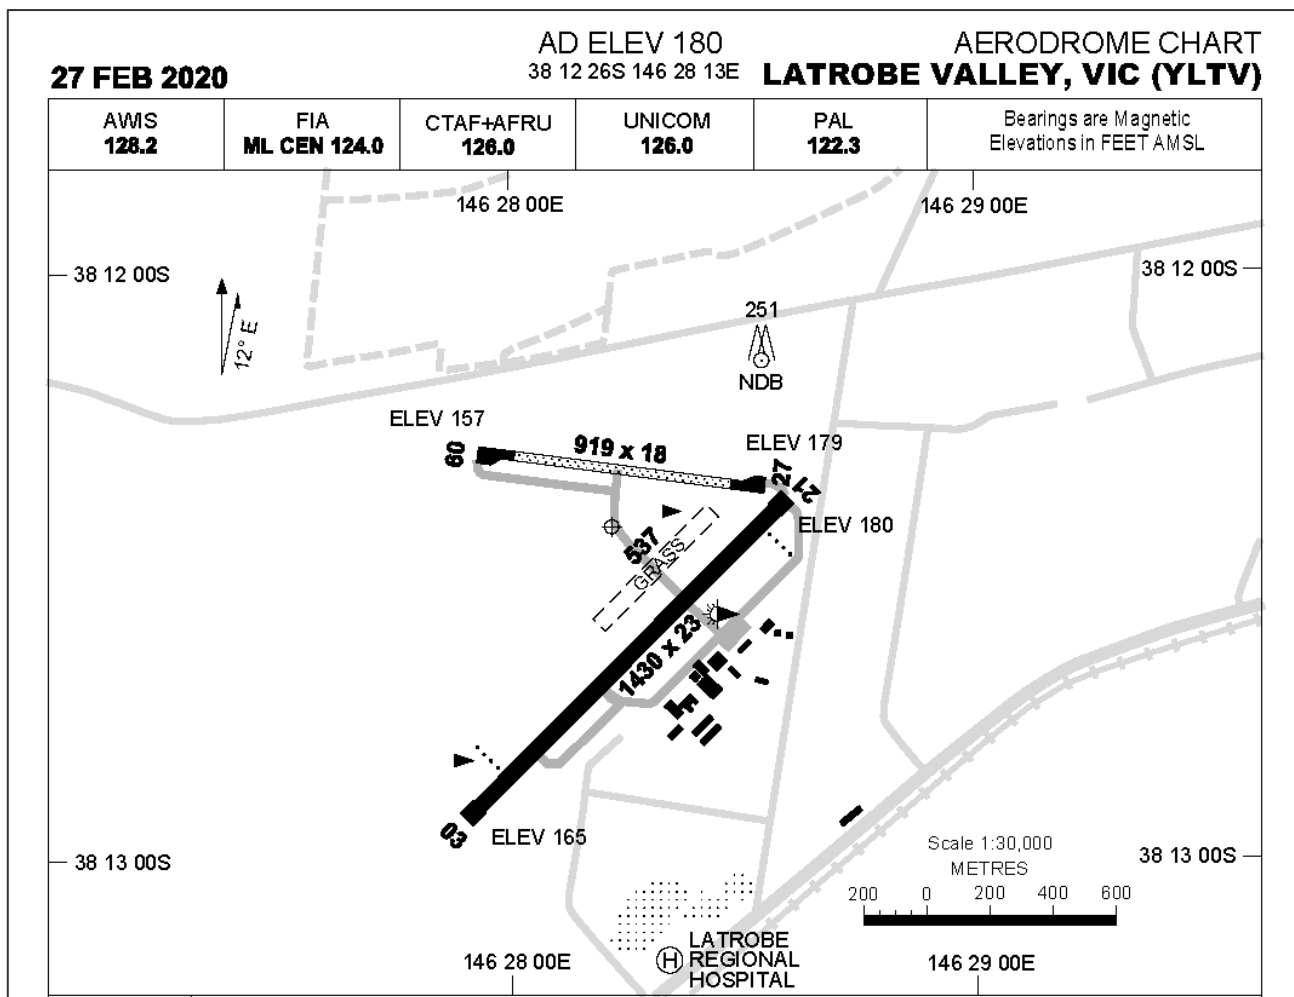 AD ELEV 180
AERODROME CHART
27 FEB 2020
38 12 26S 146 28 13E
LATROBE VALLEY, VIC (YLTV)
AWIS
128.2
FIA
ML CEN 124.0
CTAF+AFRU
126.0
UNICOM
126.0
PAL
122.3
Bearings are Magnetic
Elevations in FEET AMSL
146 28 00E
146 29 00E
38 12 00S
38 12 00S
12° E
251
NDB
ELEV 157
09
919 x 18
ELEV 179
27
21
ELEV 180
537
GRASS
1430 x 23
03
ELEV 165
38 13 00S
38 13 00S
Scale 1:30,000
METRES
200 0 200 400 600
H
LATROBE
REGIONAL
HOSPITAL
146 28 00E
146 29 00E